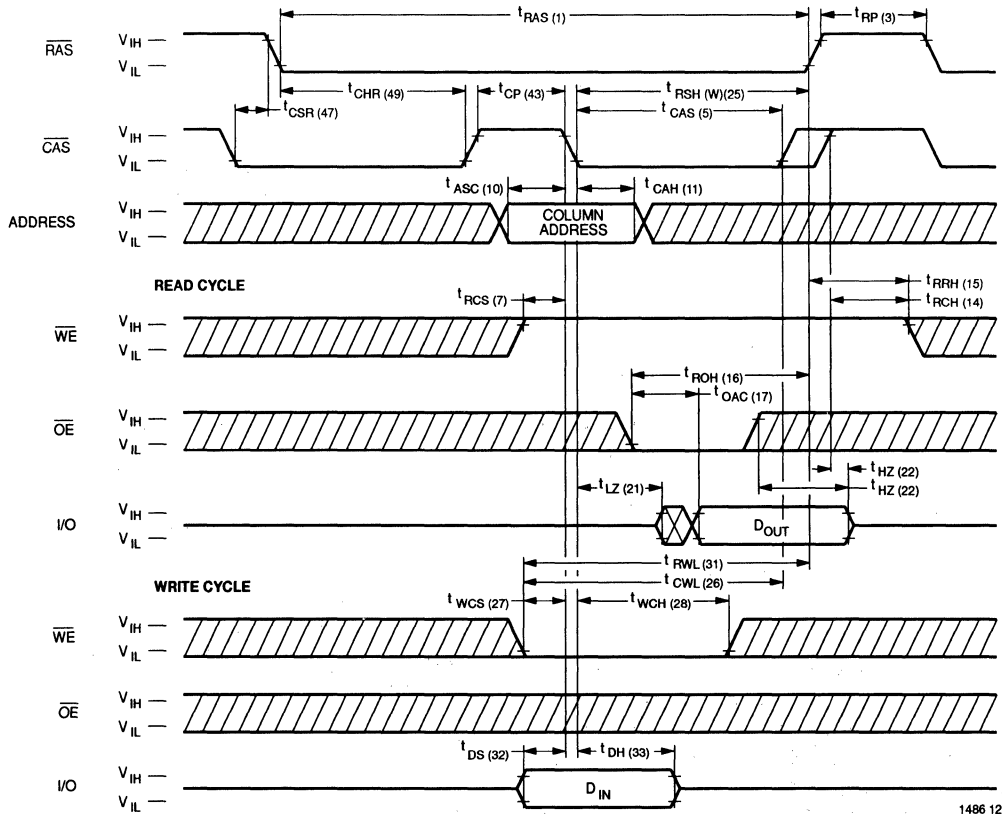 t RAS (1)
t RP (3)
RAS
V IH
V IL
t CHR (49)
t CP (43)
t RSH (W)(25)
t CSR (47)
t CAS (5)
CAS
V IH
V IL
t ASC (10)
t CAH (11)
ADDRESS
V IH
V IL
COLUMN
ADDRESS
READ CYCLE
t RRH (15)
t RCS (7)
t RCH (14)
WE
V IH
V IL
t ROH (16)
t OAC (17)
OE
V IH
V IL
t HZ (22)
t LZ (21)
t HZ (22)
I/O
V IH
V IL
D OUT
t RWL (31)
WRITE CYCLE
t CWL (26)
t WCS (27)
t WCH (28)
WE
V IH
V IL
OE
V IH
V IL
t DS (32)
t DH (33)
I/O
V IH
V IL
D IN
1486 12